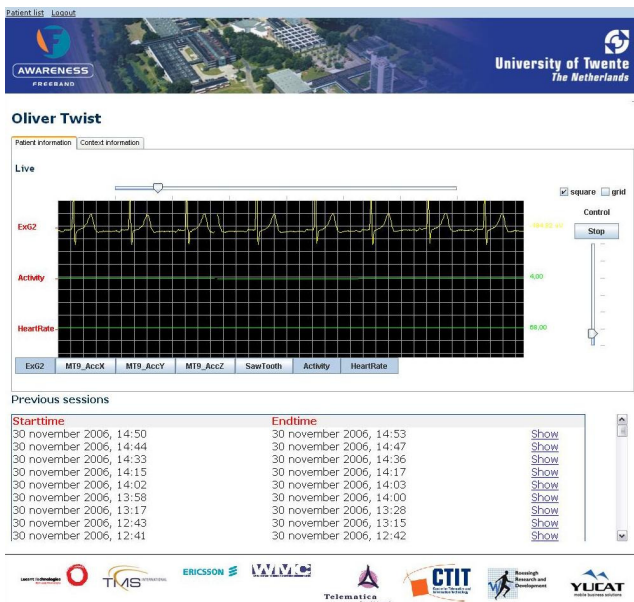 Patient list Logout
AWARENESS
FREEBAND
University of Twente
The Netherlands
Oliver Twist
Patient information Context information
Live
square grid
Control
ExG2
Stop
Activity
4,00
HeartRate
68,00
ExG2 MT9_AccX MT9_AccY MT9_AccZ SawTooth Activity HeartRate
Previous sessions
Starttime Endtime
30 november 2006, 14:50 30 november 2006, 14:53 Show
30 november 2006, 14:44 30 november 2006, 14:47 Show
30 november 2006, 14:33 30 november 2006, 14:36 Show
30 november 2006, 14:15 30 november 2006, 14:17 Show
30 november 2006, 14:02 30 november 2006, 14:03 Show
30 november 2006, 13:58 30 november 2006, 14:00 Show
30 november 2006, 13:17 30 november 2006, 13:28 Show
30 november 2006, 12:43 30 november 2006, 13:15 Show
30 november 2006, 12:41 30 november 2006, 12:42 Show
Lucent Technologies
TMS INTERNATIONAL
ERICSSON
WMC
Telematica
CTIT
Roessingh
Research and
Development
YUCAT
mobile business solutions